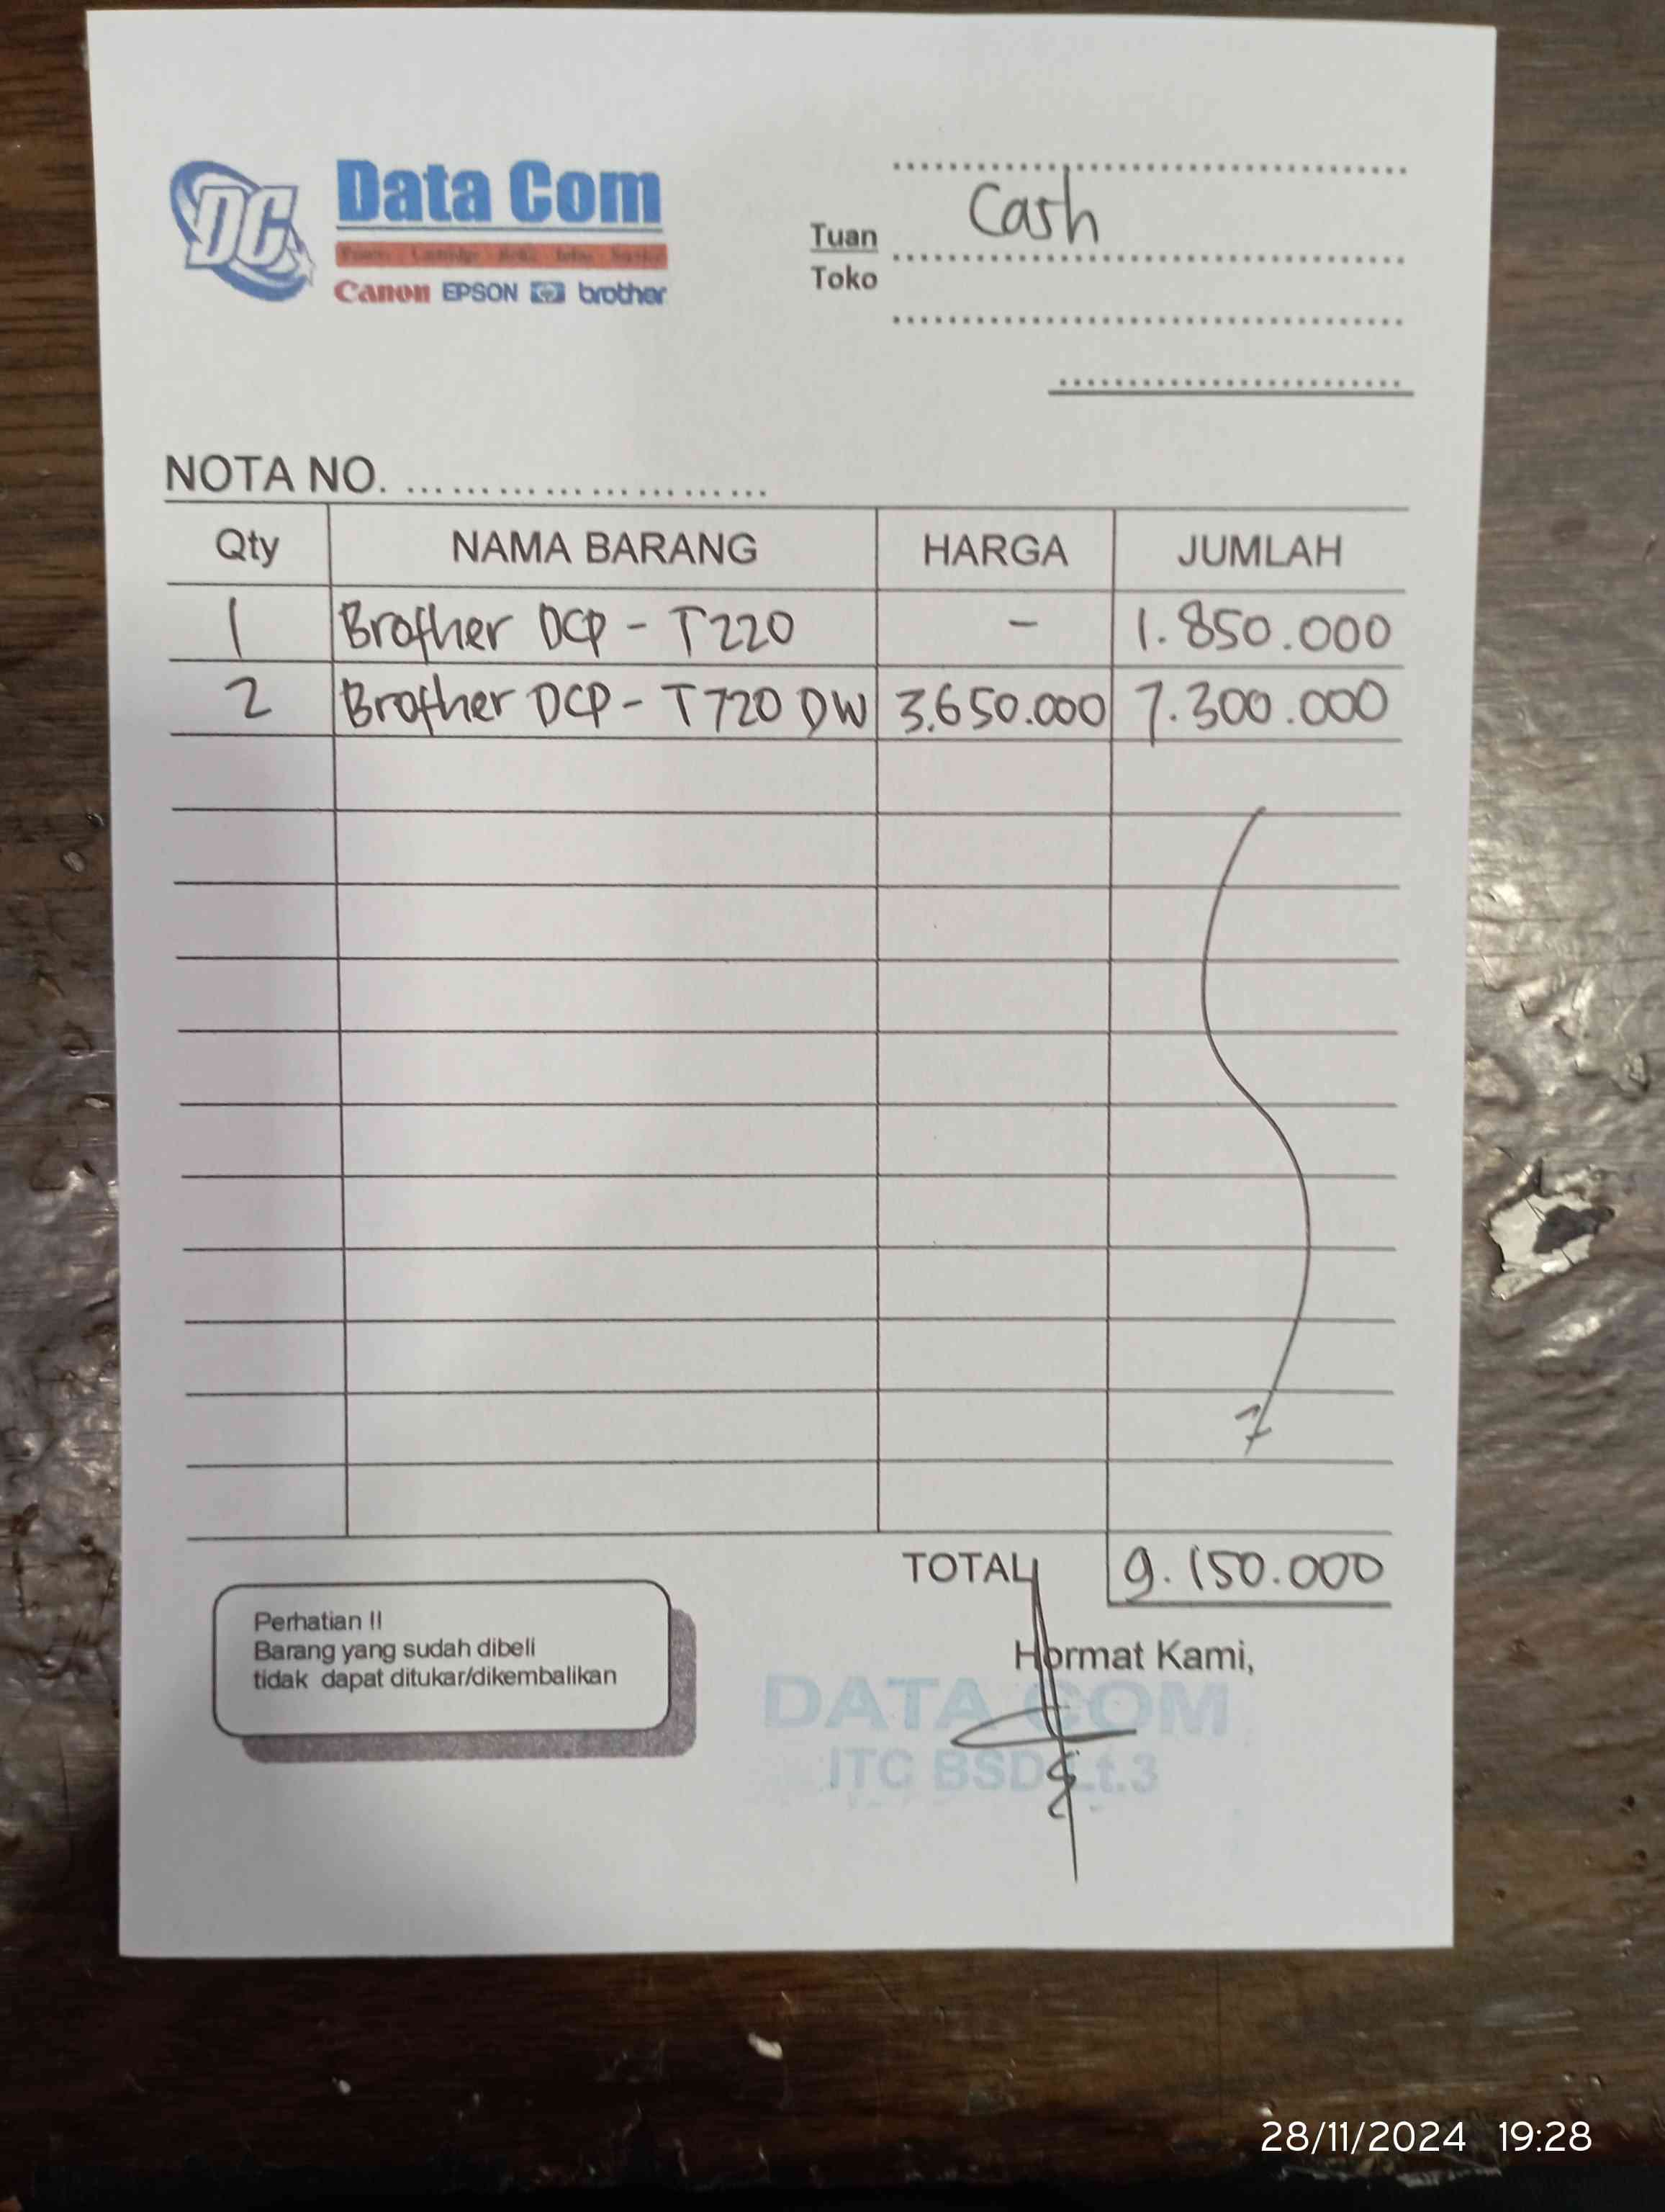 DC
Data Com
Canon EPSON hp brother
Cash
Tuan
Toko
NOTA NO.
Qty NAMA BARANG HARGA JUMLAH
1 Brother DCP - T220 - 1.850.000
2 Brother DCP - T720 DW 3.650.000 7.300.000
TOTAL 9.150.000
Perhatian !!
Barang yang sudah dibeli
tidak dapat ditukar/dikembalikan
Hormat Kami,
DATA COM
ITC BSD Lt.3
28/11/2024 19:28